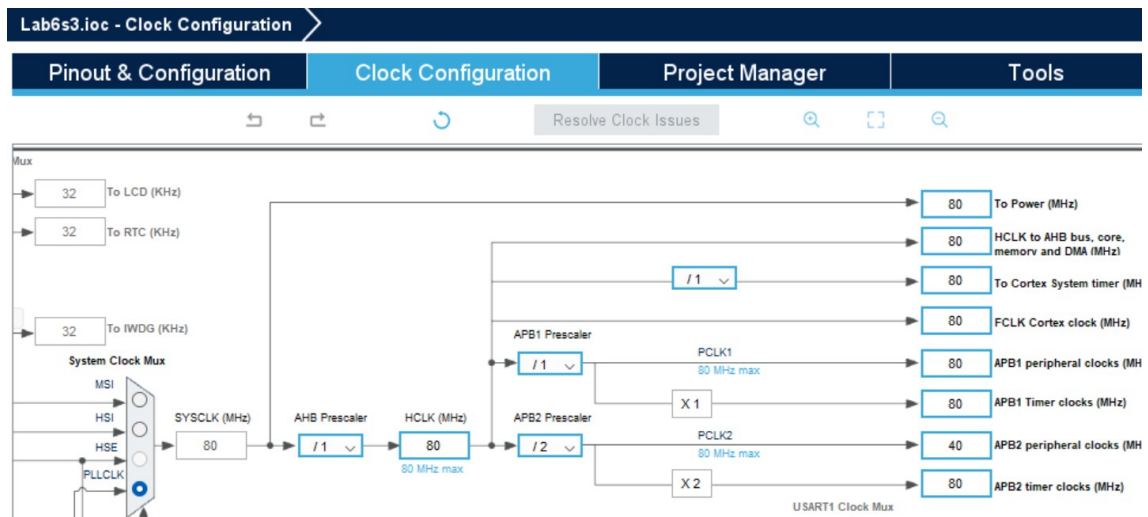 Lab6s3.ioc - Clock Configuration
Pinout & Configuration
Clock Configuration
Project Manager
Tools
Resolve Clock Issues
Mux
32 To LCD (KHz)
32 To RTC (KHz)
32 To IWDG (KHz)
System Clock Mux
MSI
HSI
HSE
PLLCLK
SYSCLK (MHz)
80
AHB Prescaler
/ 1
HCLK (MHz)
80
80 MHz max
/ 1
APB1 Prescaler
/ 1
PCLK1
80 MHz max
X 1
APB2 Prescaler
/ 2
PCLK2
80 MHz max
X 2
80 To Power (MHz)
80 HCLK to AHB bus, core,
memory and DMA (MHz)
80 To Cortex System timer (MH
80 FCLK Cortex clock (MHz)
80 APB1 peripheral clocks (MH
80 APB1 Timer clocks (MHz)
40 APB2 peripheral clocks (MH
80 APB2 timer clocks (MHz)
USART1 Clock Mux